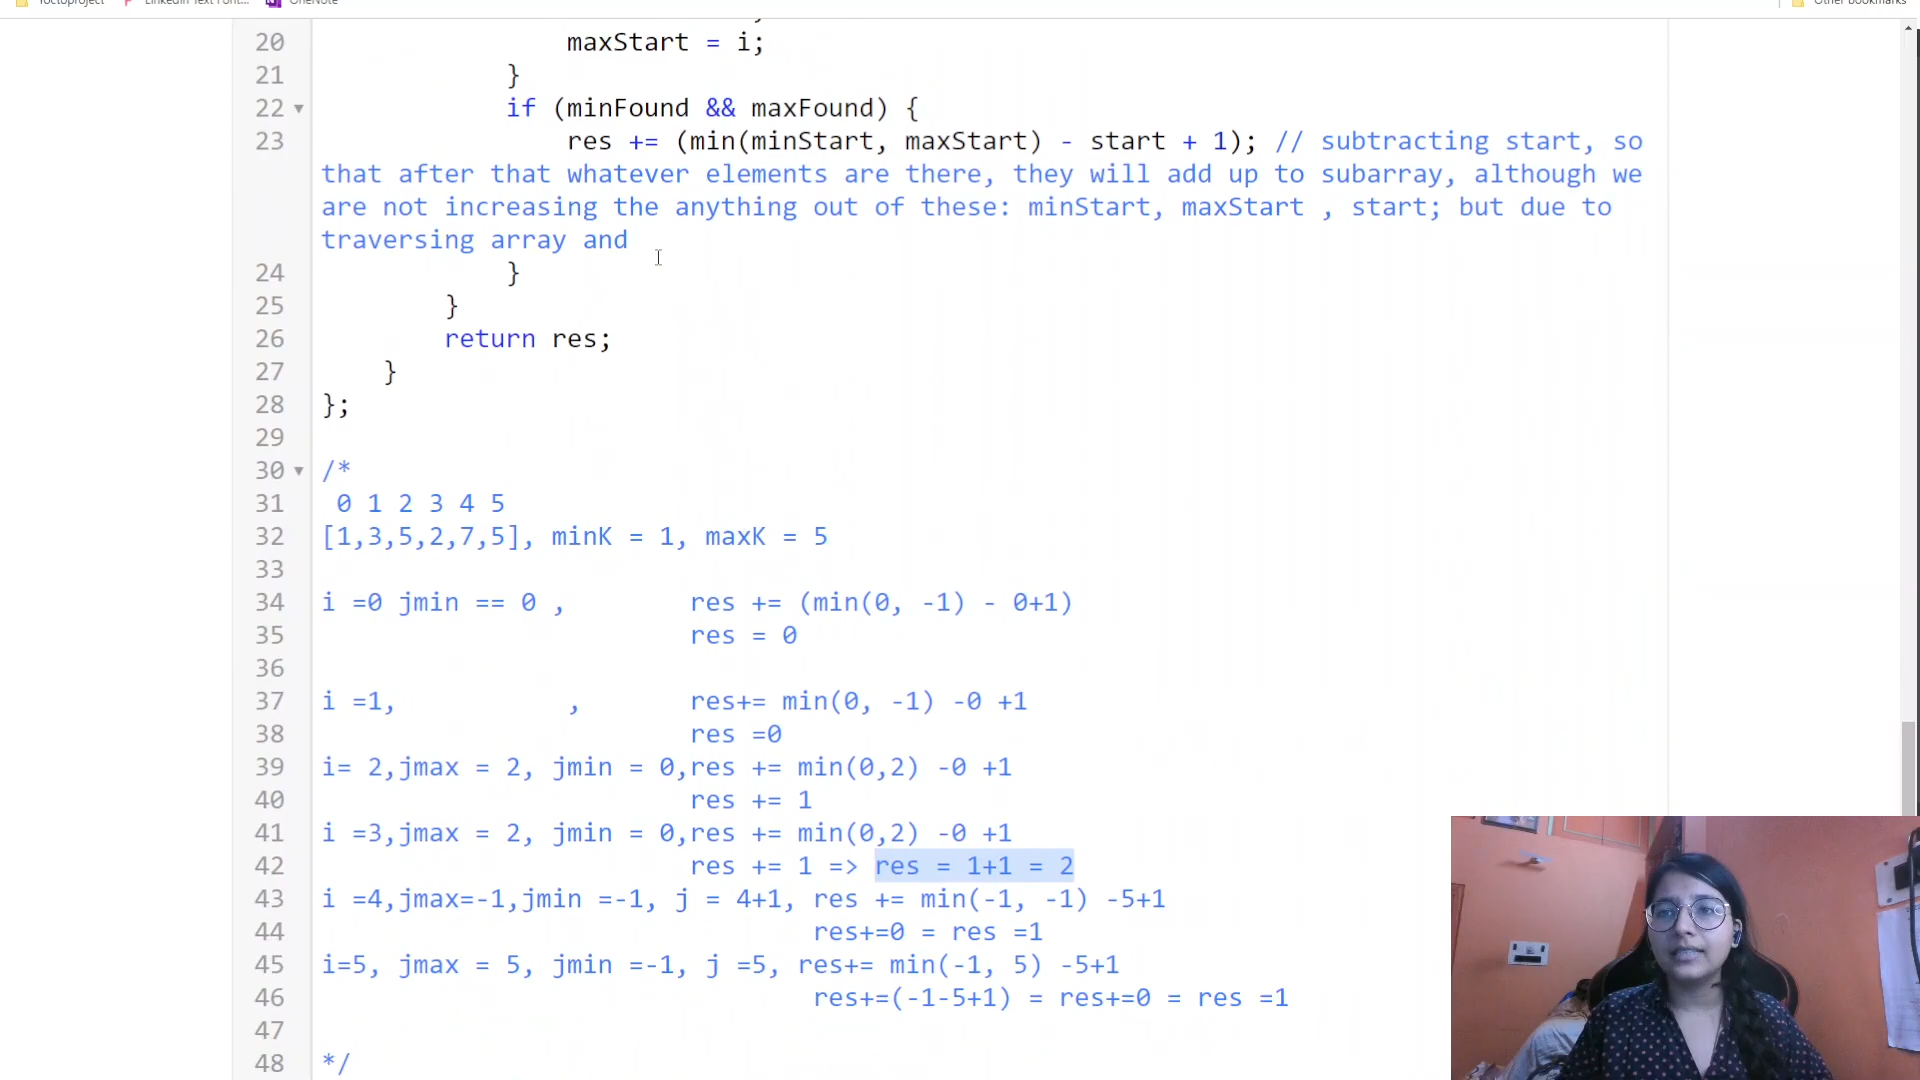 Yoctoproject LinkedIn Text Font... OneNote Other bookmarks
20 maxStart = i;
21 }
22 if (minFound && maxFound) {
23 res += (min(minStart, maxStart) - start + 1); // subtracting start, so
that after that whatever elements are there, they will add up to subarray, although we
are not increasing the anything out of these: minStart, maxStart , start; but due to
traversing array and
24 }
25 }
26 return res;
27 }
28 };
29
30 /*
31 0 1 2 3 4 5
32 [1,3,5,2,7,5], minK = 1, maxK = 5
33
34 i =0 jmin == 0 , res += (min(0, -1) - 0+1)
35 res = 0
36
37 i =1, , res+= min(0, -1) -0 +1
38 res =0
39 i= 2,jmax = 2, jmin = 0,res += min(0,2) -0 +1
40 res += 1
41 i =3,jmax = 2, jmin = 0,res += min(0,2) -0 +1
42 res += 1 => res = 1+1 = 2
43 i =4,jmax=-1,jmin =-1, j = 4+1, res += min(-1, -1) -5+1
44 res+=0 = res =1
45 i=5, jmax = 5, jmin =-1, j =5, res+= min(-1, 5) -5+1
46 res+=(-1-5+1) = res+=0 = res =1
47
48 */